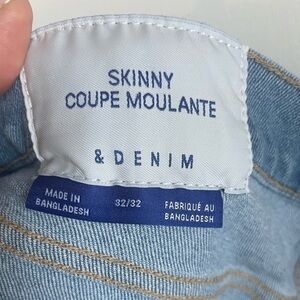 SKINNY
COUPE MOULANTE
& DENIM
MADE IN
BANGLADESH
32/32
FABRIQUÉ AU
BANGLADESH